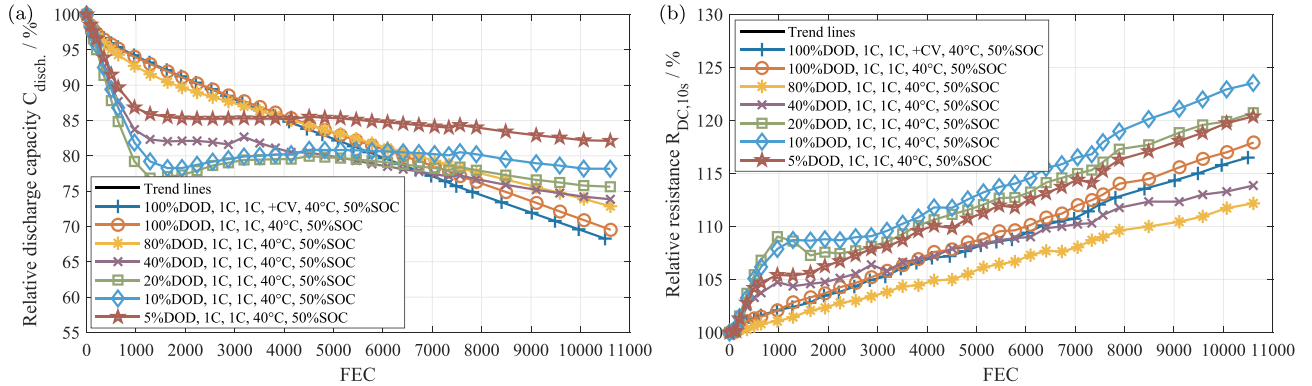 (a)
Relative discharge capacity C_disch. / %
100
95
90
85
80
75
70
65
60
55
Trend lines
100%DOD, 1C, 1C, +CV, 40°C, 50%SOC
100%DOD, 1C, 1C, 40°C, 50%SOC
80%DOD, 1C, 1C, 40°C, 50%SOC
40%DOD, 1C, 1C, 40°C, 50%SOC
20%DOD, 1C, 1C, 40°C, 50%SOC
10%DOD, 1C, 1C, 40°C, 50%SOC
5%DOD, 1C, 1C, 40°C, 50%SOC
0 1000 2000 3000 4000 5000 6000 7000 8000 9000 10000 11000
FEC
(b)
Relative resistance R_DC,10s / %
130
125
120
115
110
105
100
Trend lines
100%DOD, 1C, 1C, +CV, 40°C, 50%SOC
100%DOD, 1C, 1C, 40°C, 50%SOC
80%DOD, 1C, 1C, 40°C, 50%SOC
40%DOD, 1C, 1C, 40°C, 50%SOC
20%DOD, 1C, 1C, 40°C, 50%SOC
10%DOD, 1C, 1C, 40°C, 50%SOC
5%DOD, 1C, 1C, 40°C, 50%SOC
0 1000 2000 3000 4000 5000 6000 7000 8000 9000 10000 11000
FEC